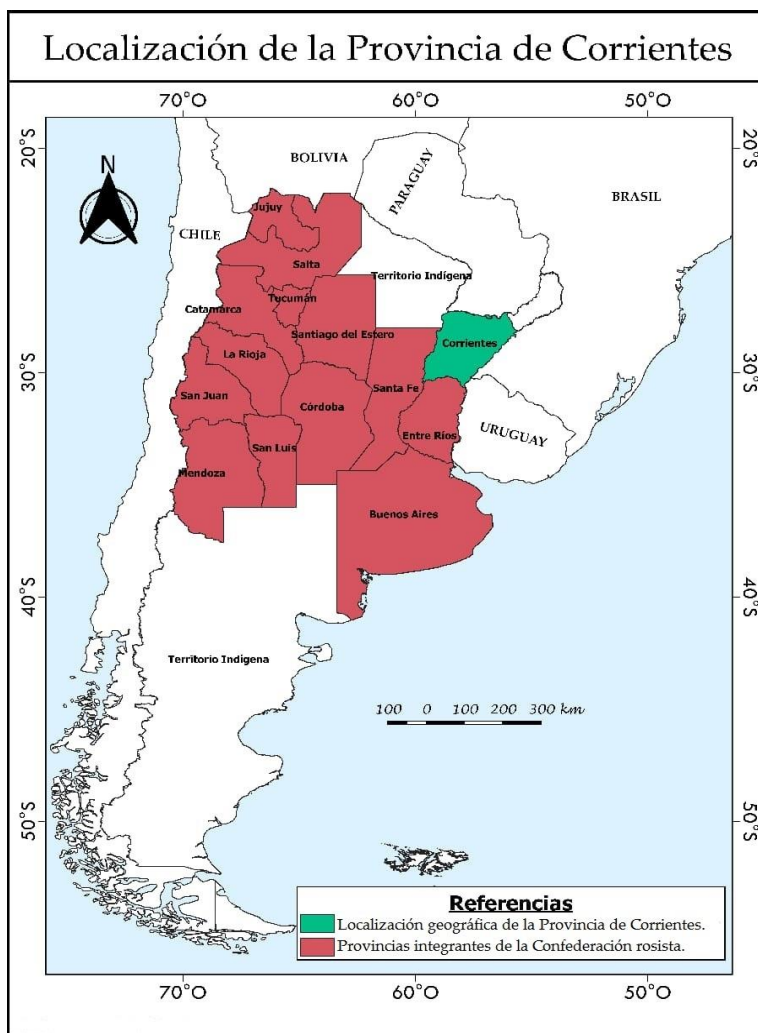 Localización de la Provincia de Corrientes
70°O
60°O
50°O
20°S
20°S
N
BOLIVIA
PARAGUAY
BRASIL
Jujuy
CHILE
Salta
Territorio Indígena
Tucumán
Catamarca
Santiago del Estero
Corrientes
La Rioja
30°S
30°S
Santa Fe
San Juan
Córdoba
Entre Ríos
URUGUAY
San Luis
Mendoza
Buenos Aires
40°S
40°S
Territorio Indígena
100 0 100 200 300 km
50°S
50°S
Referencias
Localización geográfica de la Provincia de Corrientes.
Provincias integrantes de la Confederación rosista.
70°O
60°O
50°O